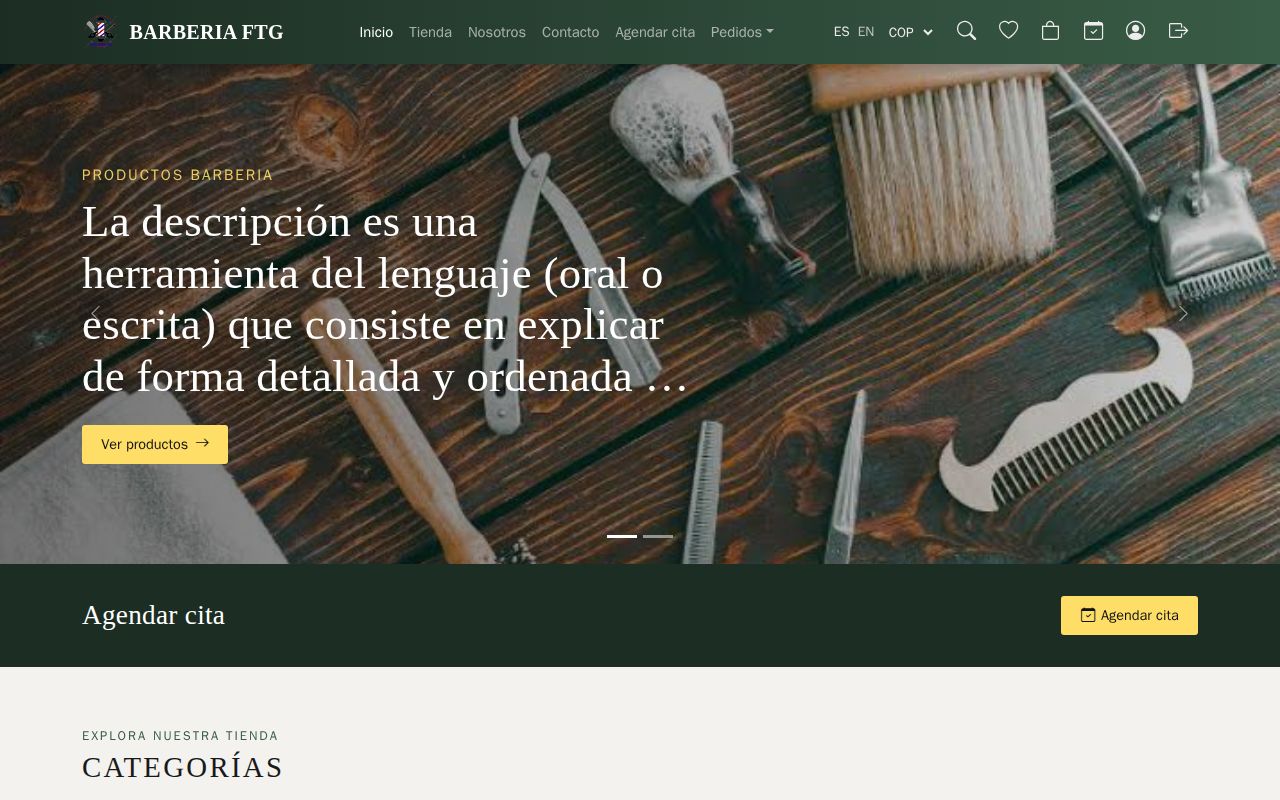 BARBERIA FTG
Inicio Tienda Nosotros Contacto Agendar cita Pedidos ES EN COP
PRODUCTOS BARBERIA
La descripción es una
herramienta del lenguaje (oral o
escrita) que consiste en explicar
de forma detallada y ordenada …
Ver productos
Agendar cita
Agendar cita
EXPLORA NUESTRA TIENDA
CATEGORÍAS